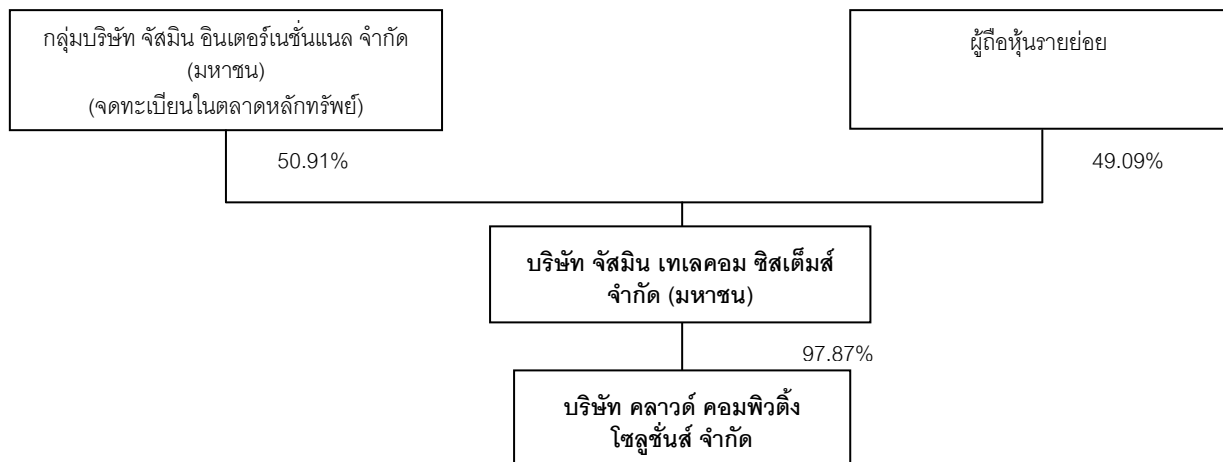 กลุ่มบริษัท จัสมิน อินเตอร์เนชั่นแนล จำกัด
(มหาชน)
(จดทะเบียนในตลาดหลักทรัพย์)
ผู้ถือหุ้นรายย่อย
50.91%
49.09%
บริษัท จัสมิน เทเลคอม ซิสเต็มส์
จำกัด (มหาชน)
97.87%
บริษัท คลาวด์ คอมพิวติ้ง
โซลูชั่นส์ จำกัด